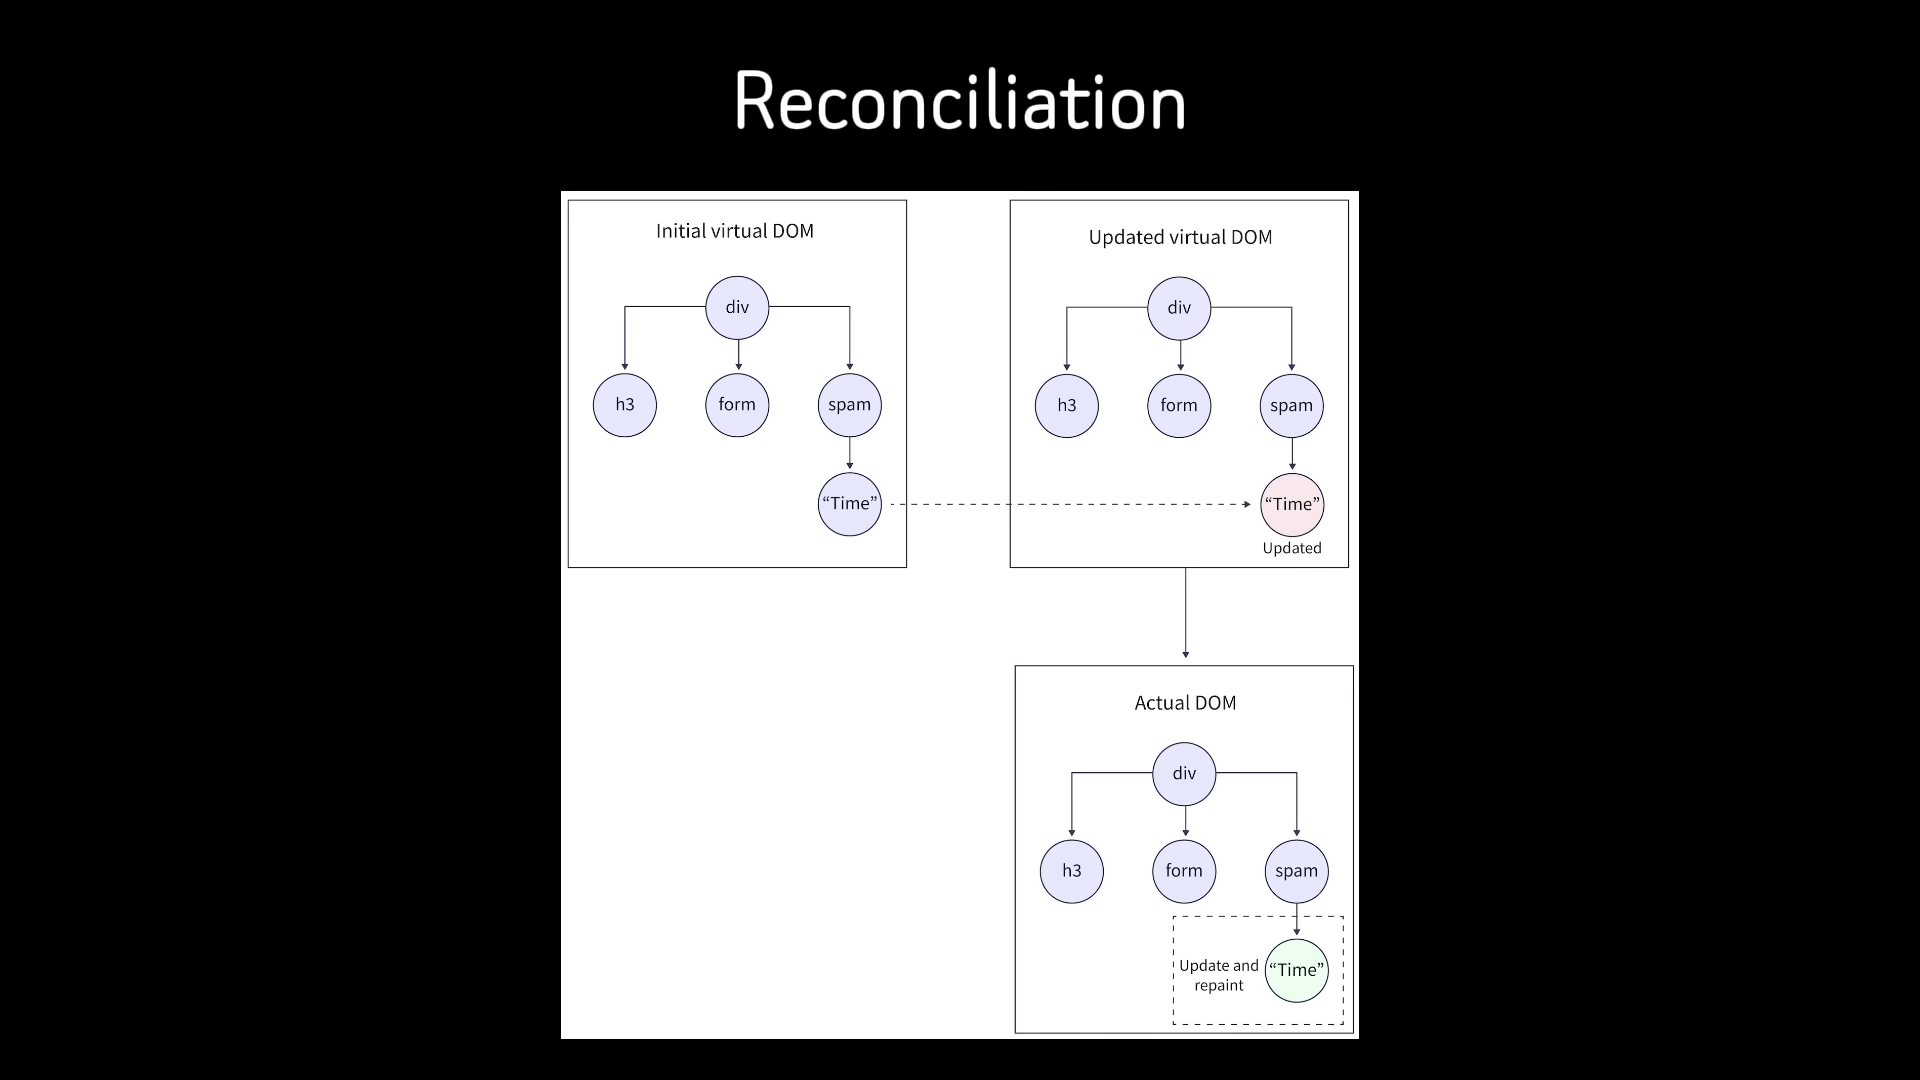 Reconciliation
Initial virtual DOM
div
h3 form spam
“Time”
Updated virtual DOM
div
h3 form spam
“Time”
Updated
Actual DOM
div
h3 form spam
Update and
repaint
“Time”